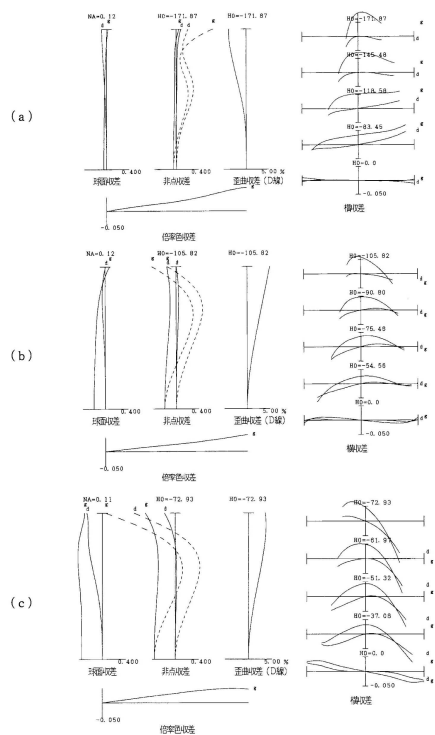 (a)
NA=0.12
g
d
0.400
球面収差
H0=-171.87
g
d d
0.400
非点収差
H0=-171.87
5.00 %
歪曲収差(D線)
g
-0.050
倍率色収差
H0=-171.87
g
d
H0=-145.48
g
d
H0=-118.58
g
d
H0=-83.45
g
d
H0=0.0
d g
-0.050
横収差
(b)
NA=0.12
g
d
0.400
球面収差
H0=-105.82
g
g
d
d
0.400
非点収差
H0=-105.82
5.00 %
歪曲収差(D線)
g
-0.050
倍率色収差
H0=-105.82
d g
H0=-90.80
d g
H0=-75.48
d g
H0=-54.56
d g
H0=0.0
d g
-0.050
横収差
(c)
NA=0.11
g
d
0.400
球面収差
H0=-72.93
g
d
g
d
0.400
非点収差
H0=-72.93
5.00 %
歪曲収差(D線)
g
-0.050
倍率色収差
H0=-72.93
H0=-61.97
d
g
H0=-51.32
d
g
H0=-37.08
d
g
H0=0.0
d
g
d g
-0.050
横収差